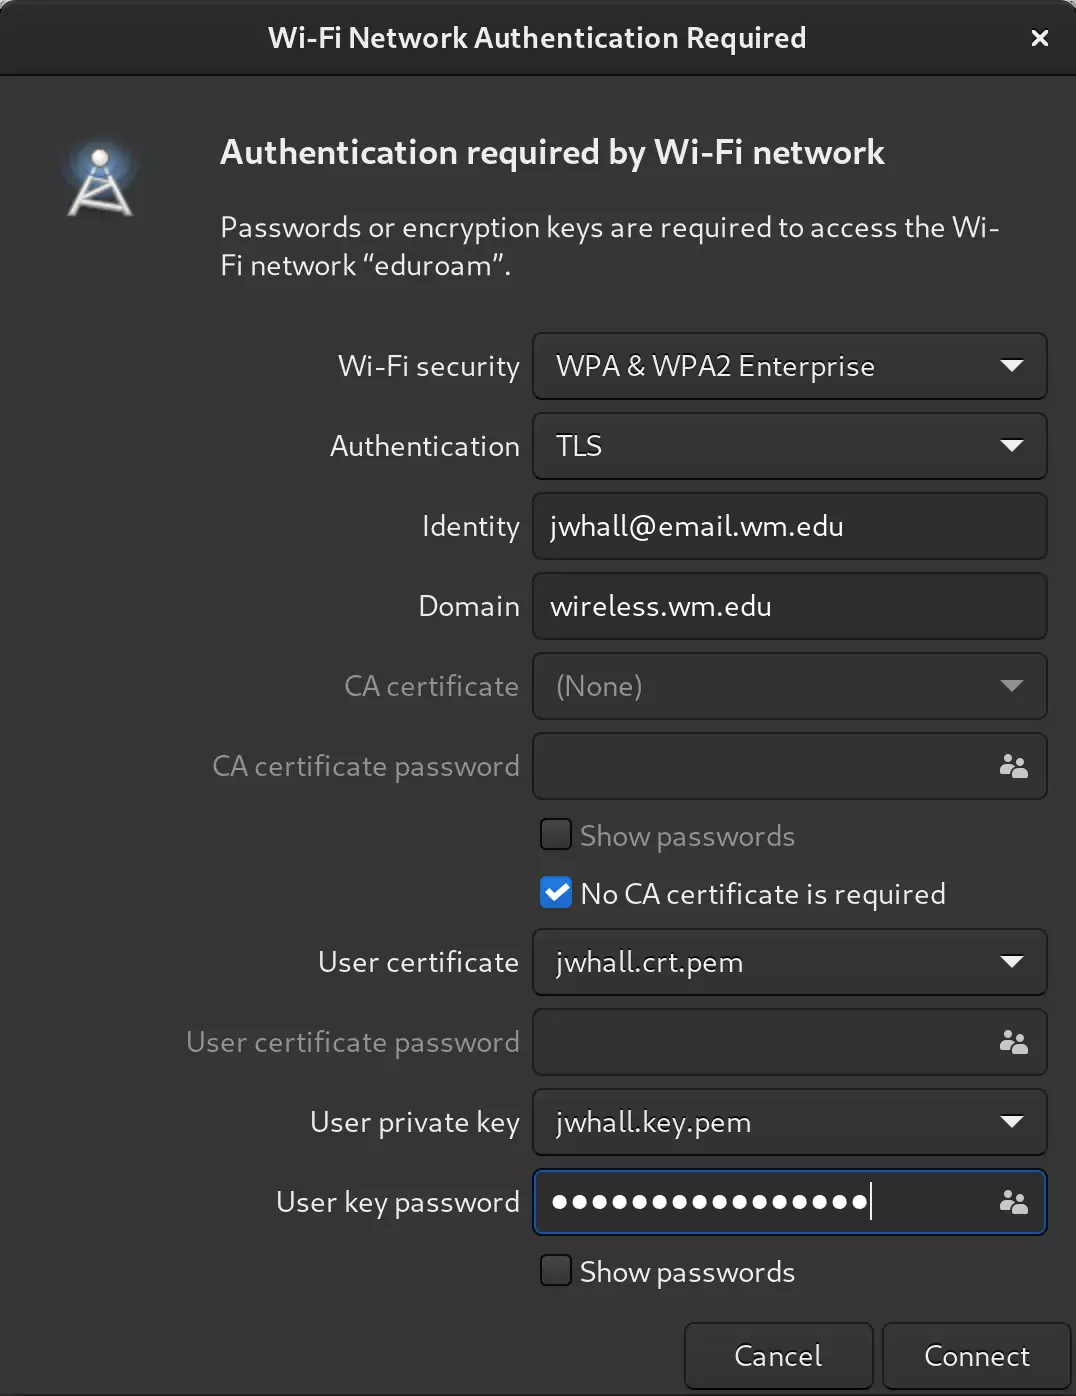 Wi-Fi Network Authentication Required
Authentication required by Wi-Fi network
Passwords or encryption keys are required to access the Wi-
Fi network “eduroam”.
Wi-Fi security WPA & WPA2 Enterprise
Authentication TLS
Identity jwhall@email.wm.edu
Domain wireless.wm.edu
CA certificate (None)
CA certificate password
Show passwords
No CA certificate is required
User certificate jwhall.crt.pem
User certificate password
User private key jwhall.key.pem
User key password ●●●●●●●●●●●●●●●●
Show passwords
Cancel Connect